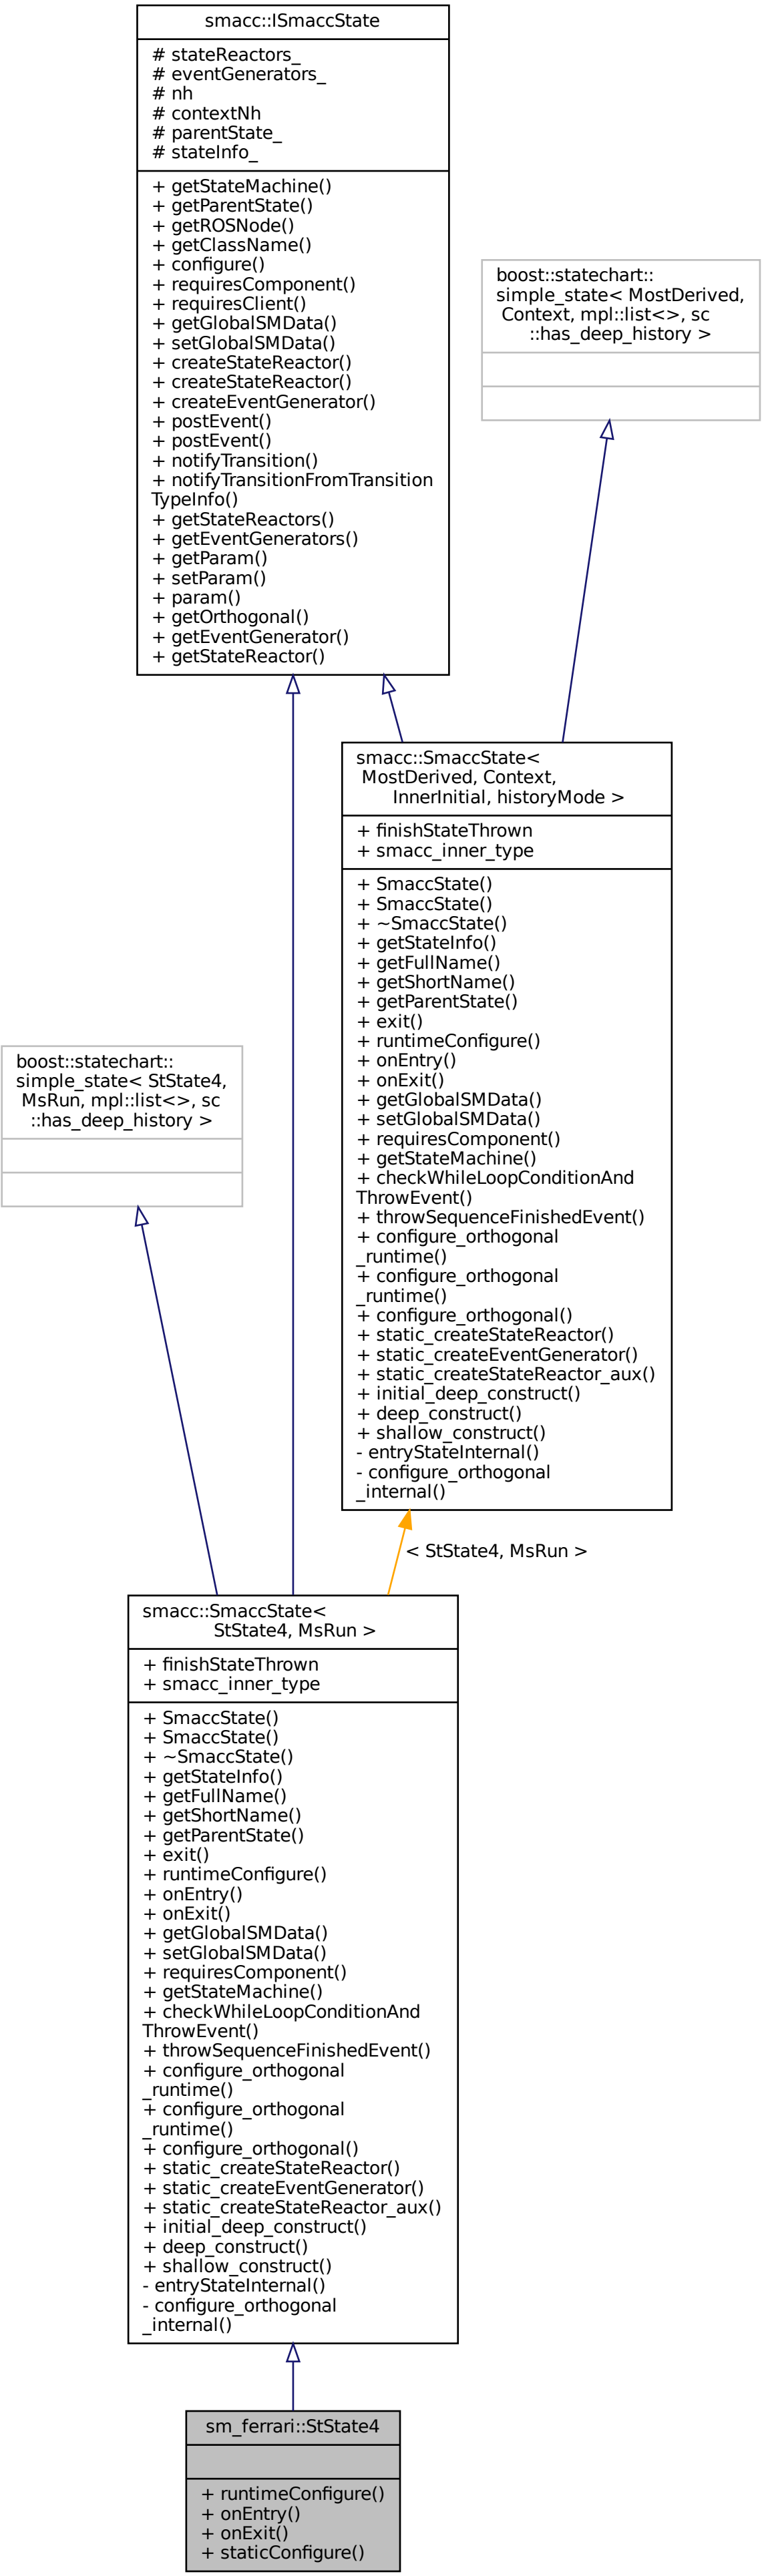 smacc::ISmaccState
# stateReactors_
# eventGenerators_
# nh
# contextNh
# parentState_
# stateInfo_
+ getStateMachine()
+ getParentState()
+ getROSNode()
+ getClassName()
+ configure()
+ requiresComponent()
+ requiresClient()
+ getGlobalSMData()
+ setGlobalSMData()
+ createStateReactor()
+ createStateReactor()
+ createEventGenerator()
+ postEvent()
+ postEvent()
+ notifyTransition()
+ notifyTransitionFromTransition
TypeInfo()
+ getStateReactors()
+ getEventGenerators()
+ getParam()
+ setParam()
+ param()
+ getOrthogonal()
+ getEventGenerator()
+ getStateReactor()
boost::statechart::
simple_state< MostDerived,
Context, mpl::list<>, sc
::has_deep_history >
smacc::SmaccState<
MostDerived, Context,
InnerInitial, historyMode >
+ finishStateThrown
+ smacc_inner_type
+ SmaccState()
+ SmaccState()
+ ~SmaccState()
+ getStateInfo()
+ getFullName()
+ getShortName()
+ getParentState()
+ exit()
+ runtimeConfigure()
+ onEntry()
+ onExit()
+ getGlobalSMData()
+ setGlobalSMData()
+ requiresComponent()
+ getStateMachine()
+ checkWhileLoopConditionAnd
ThrowEvent()
+ throwSequenceFinishedEvent()
+ configure_orthogonal
_runtime()
+ configure_orthogonal
_runtime()
+ configure_orthogonal()
+ static_createStateReactor()
+ static_createEventGenerator()
+ static_createStateReactor_aux()
+ initial_deep_construct()
+ deep_construct()
+ shallow_construct()
- entryStateInternal()
- configure_orthogonal
_internal()
boost::statechart::
simple_state< StState4,
MsRun, mpl::list<>, sc
::has_deep_history >
< StState4, MsRun >
smacc::SmaccState<
StState4, MsRun >
+ finishStateThrown
+ smacc_inner_type
+ SmaccState()
+ SmaccState()
+ ~SmaccState()
+ getStateInfo()
+ getFullName()
+ getShortName()
+ getParentState()
+ exit()
+ runtimeConfigure()
+ onEntry()
+ onExit()
+ getGlobalSMData()
+ setGlobalSMData()
+ requiresComponent()
+ getStateMachine()
+ checkWhileLoopConditionAnd
ThrowEvent()
+ throwSequenceFinishedEvent()
+ configure_orthogonal
_runtime()
+ configure_orthogonal
_runtime()
+ configure_orthogonal()
+ static_createStateReactor()
+ static_createEventGenerator()
+ static_createStateReactor_aux()
+ initial_deep_construct()
+ deep_construct()
+ shallow_construct()
- entryStateInternal()
- configure_orthogonal
_internal()
sm_ferrari::StState4
+ runtimeConfigure()
+ onEntry()
+ onExit()
+ staticConfigure()